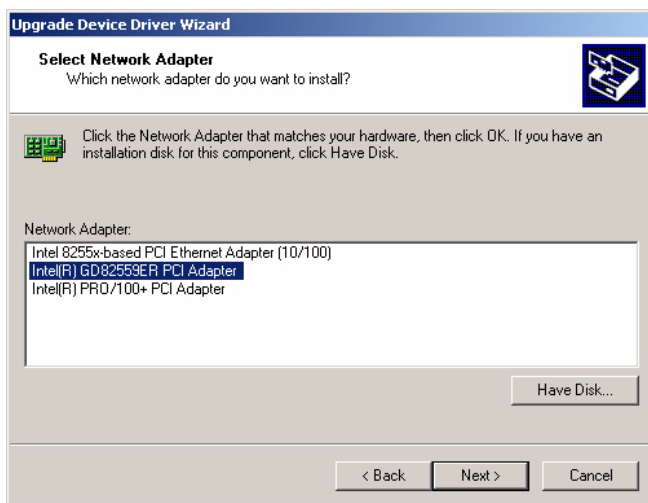 Upgrade Device Driver Wizard
Select Network Adapter
Which network adapter do you want to install?
Click the Network Adapter that matches your hardware, then click OK. If you have an
installation disk for this component, click Have Disk.
Network Adapter:
Intel 8255x-based PCI Ethernet Adapter (10/100)
Intel(R) GD82559ER PCI Adapter
Intel(R) PRO/100+ PCI Adapter
Have Disk...
< Back
Next >
Cancel